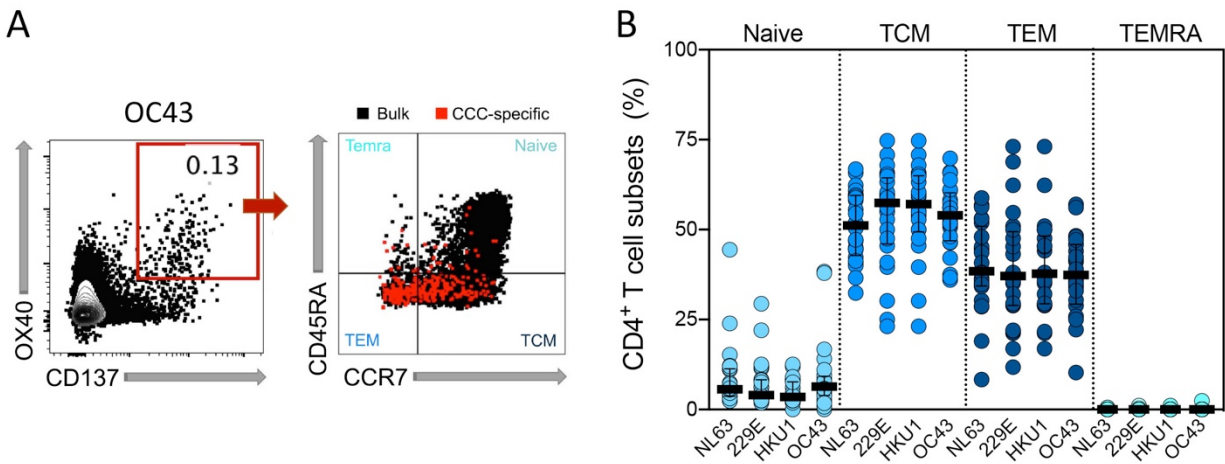 A
OC43
0.13
OX40
CD137
Bulk CCC-specific
Temra Naive
TEM TCM
CD45RA
CCR7
B
Naive TCM TEM TEMRA
CD4+ T cell subsets (%)
100
75
50
25
0
NL63 229E HKU1 OC43 NL63 229E HKU1 OC43 NL63 229E HKU1 OC43 NL63 229E HKU1 OC43